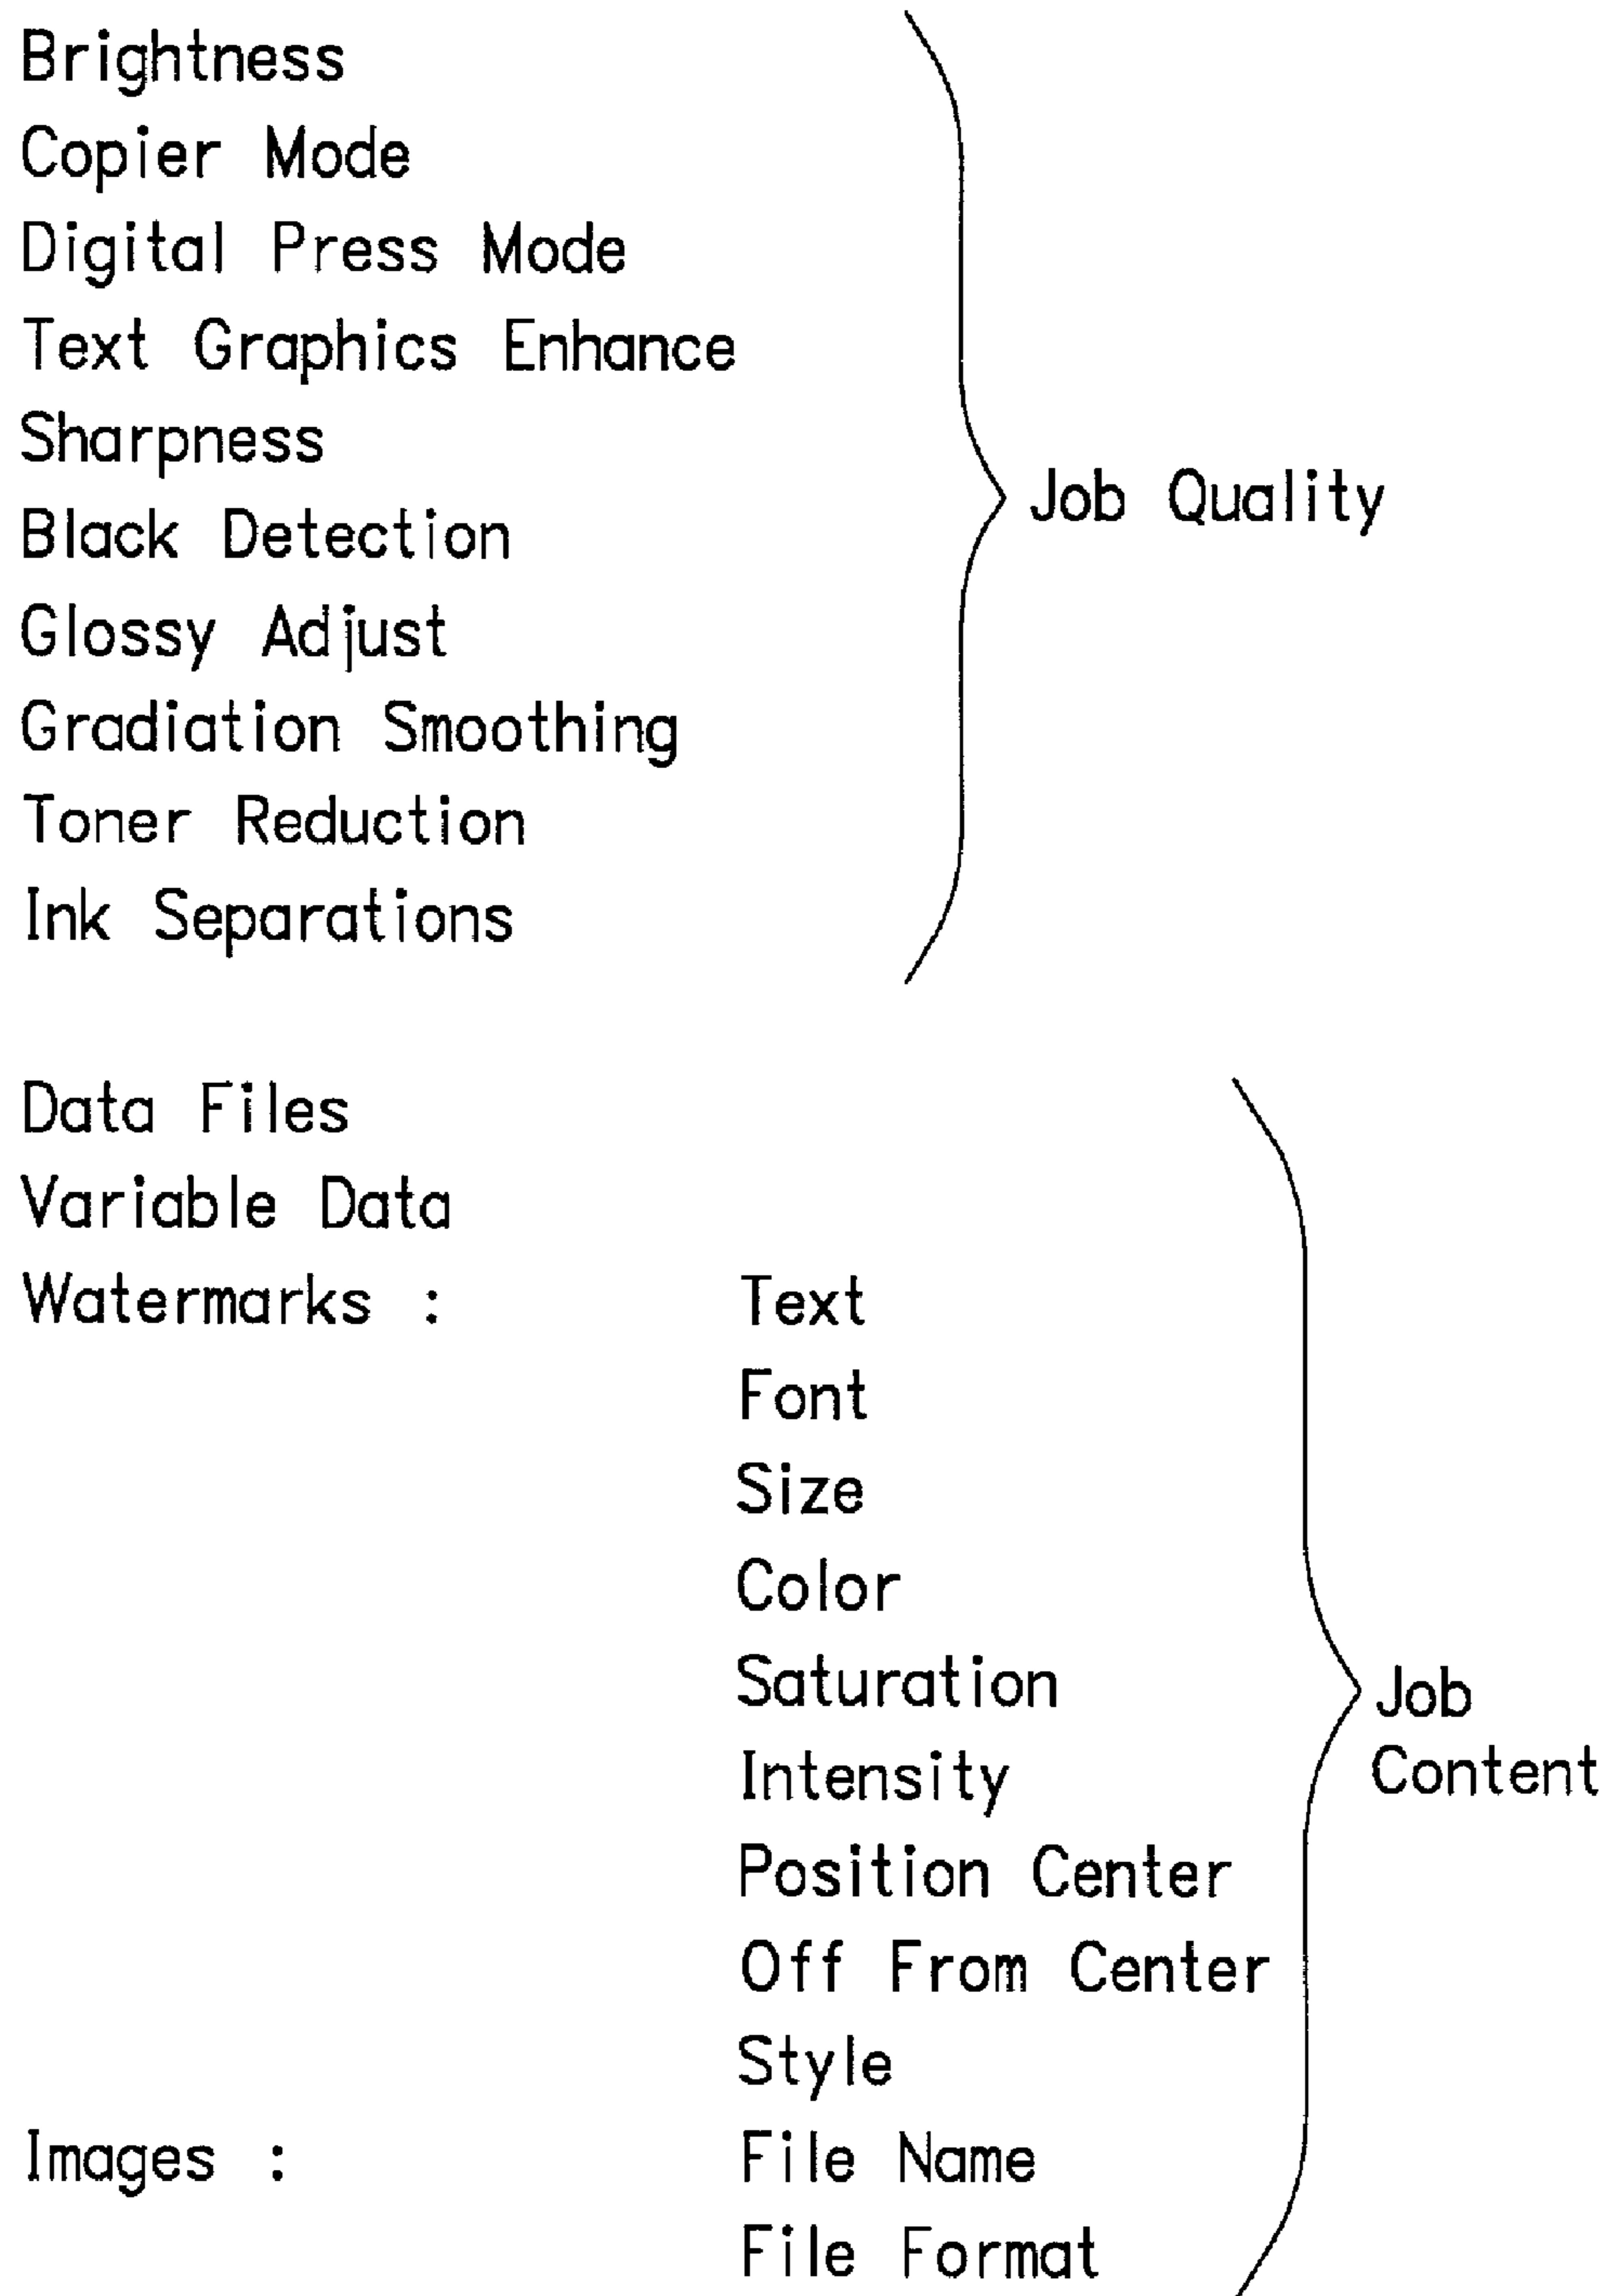 Brightness
Copier Mode
Digital Press Mode
Text Graphics Enhance
Sharpness
Black Detection
Glossy Adjust
Gradiation Smoothing
Toner Reduction
Ink Separations
Job Quality
Data Files
Variable Data
Watermarks : Text
Font
Size
Color
Saturation
Intensity
Position Center
Off From Center
Style
Images : File Name
File Format
Job
Content